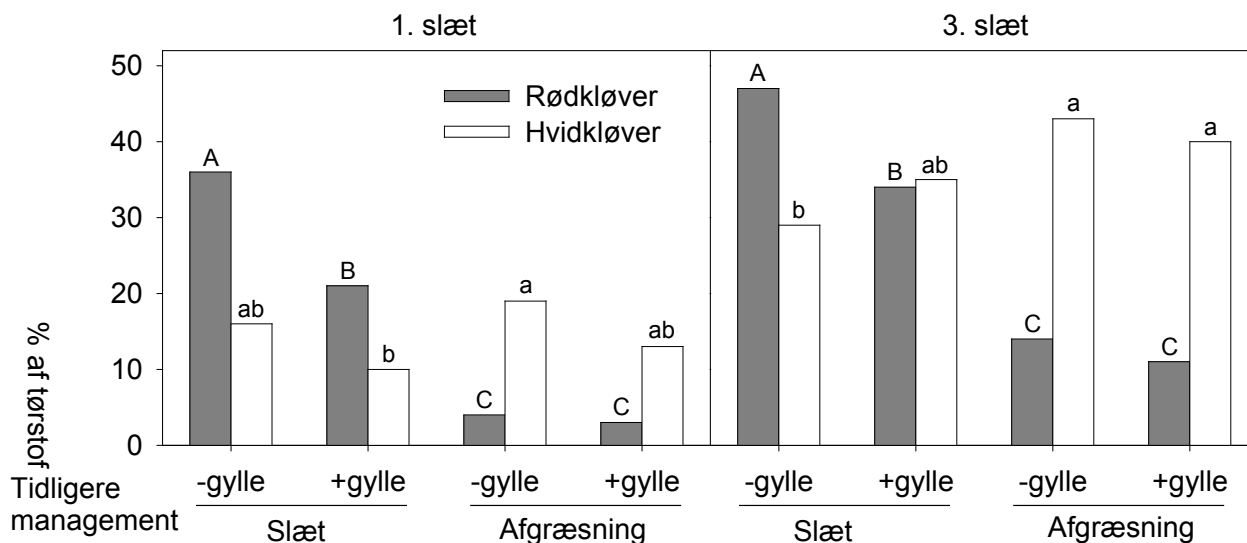 1. slæt 3. slæt
50
40
30
20
10
0
% af tørstof
Rødkløver
Hvidkløver
A ab B b C a C ab
A b B ab C a C a
Tidligere management
-gylle +gylle -gylle +gylle -gylle +gylle -gylle +gylle
Slæt Afgræsning Slæt Afgræsning